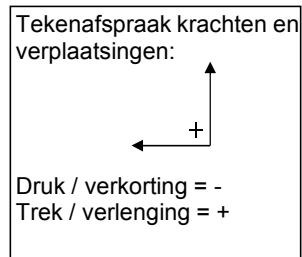 Tekenafspraak krachten en
verplaatsingen:
+
Druk / verkorting = -
Trek / verlenging = +